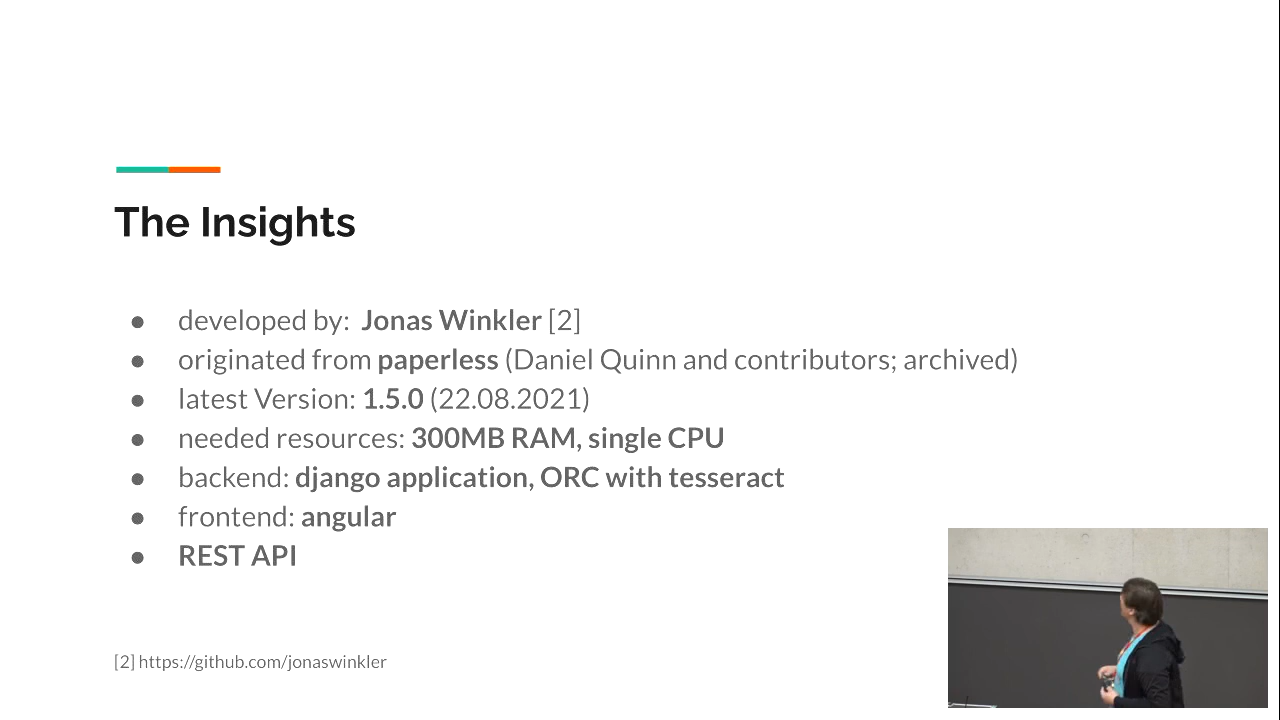 The Insights
● developed by: Jonas Winkler [2]
● originated from paperless (Daniel Quinn and contributors; archived)
● latest Version: 1.5.0 (22.08.2021)
● needed resources: 300MB RAM, single CPU
● backend: django application, ORC with tesseract
● frontend: angular
● REST API
[2] https://github.com/jonaswinkler